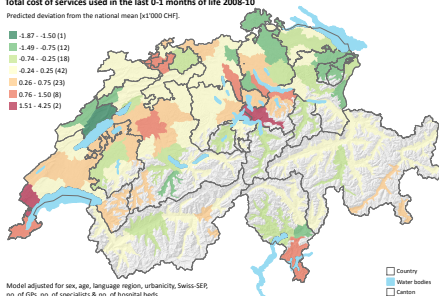 Total cost of services used in the last 0-1 months of life 2008-10
Predicted deviation from the national mean [x1'000 CHF].
-1.87 - -1.50 (1)
-1.49 - -0.75 (12)
-0.74 - -0.25 (18)
-0.24 - 0.25 (42)
0.26 - 0.75 (23)
0.76 - 1.50 (8)
1.51 - 4.25 (2)
Country
Water bodies
Canton
Model adjusted for sex, age, language region, urbanicity, Swiss-SEP,
no. of GPs, no. of specialists & no. of hospital beds